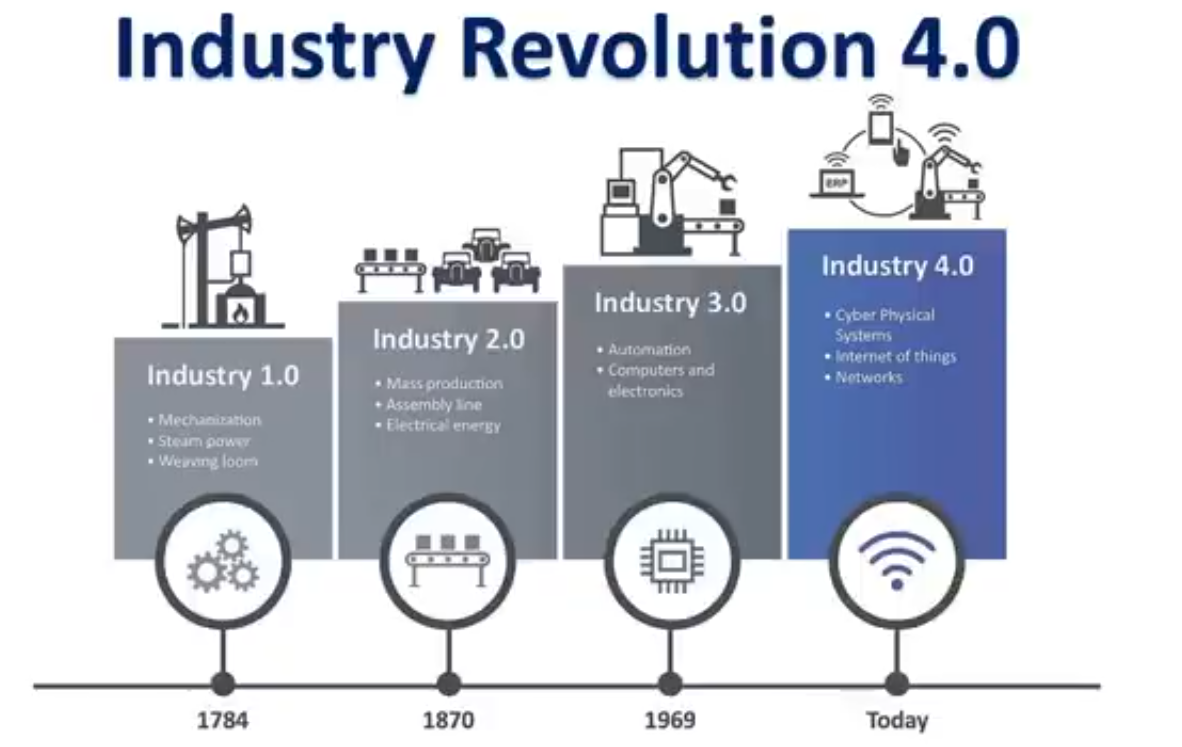 Industry Revolution 4.0
ERP
Industry 1.0
• Mechanization
• Steam power
• Weaving loom
Industry 2.0
• Mass production
• Assembly line
• Electrical energy
Industry 3.0
• Automation
• Computers and
electronics
Industry 4.0
• Cyber Physical
Systems
• Internet of things
• Networks
1784
1870
1969
Today